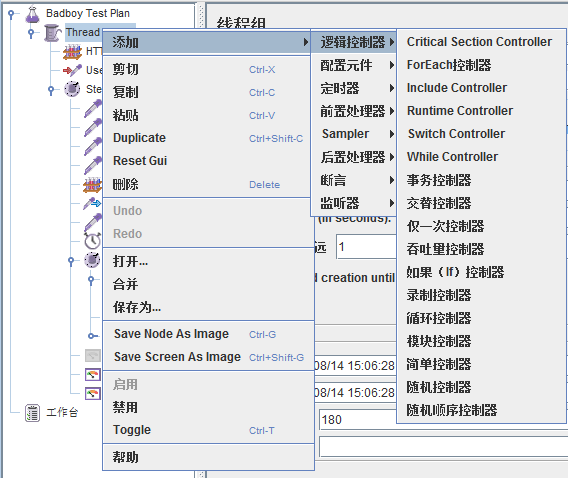 Badboy Test Plan
Thread
HTT
Use
Ste
工作台
添加
剪切 Ctrl-X
复制 Ctrl-C
粘贴 Ctrl-V
Duplicate Ctrl+Shift-C
Reset Gui
删除 Delete
Undo
Redo
打开...
合并
保存为...
Save Node As Image Ctrl-G
Save Screen As Image Ctrl+Shift-G
启用
禁用
Toggle Ctrl-T
帮助
线程组
逻辑控制器
配置元件
定时器
前置处理器
Sampler
后置处理器
断言
监听器
(in seconds):
远 1
d creation until
08/14 15:06:28
08/14 15:06:28
180
Critical Section Controller
ForEach控制器
Include Controller
Runtime Controller
Switch Controller
While Controller
事务控制器
交替控制器
仅一次控制器
吞吐量控制器
如果（If）控制器
录制控制器
循环控制器
模块控制器
简单控制器
随机控制器
随机顺序控制器